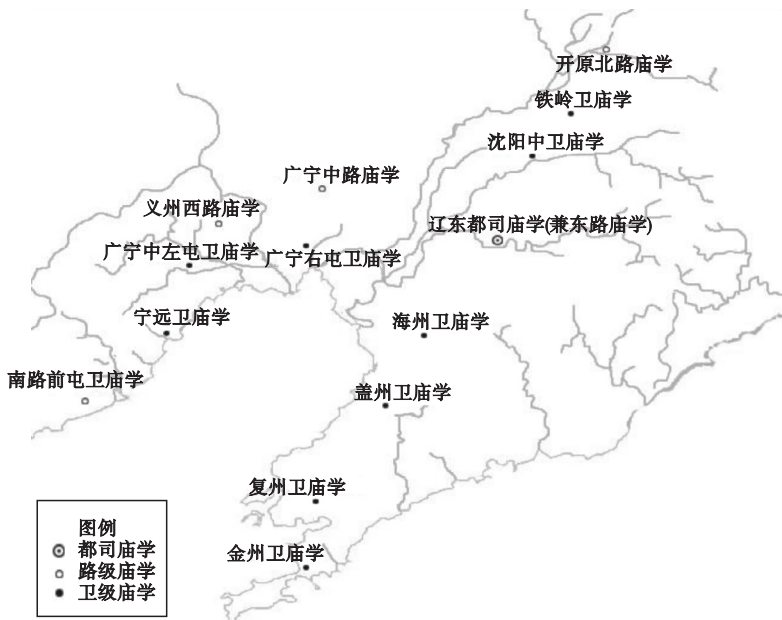 开原北路庙学
铁岭卫庙学
沈阳中卫庙学
广宁中路庙学
义州西路庙学
辽东都司庙学(兼东路庙学)
广宁中左屯卫庙学
广宁右屯卫庙学
宁远卫庙学
海州卫庙学
南路前屯卫庙学
盖州卫庙学
复州卫庙学
金州卫庙学
图例
都司庙学
路级庙学
卫级庙学